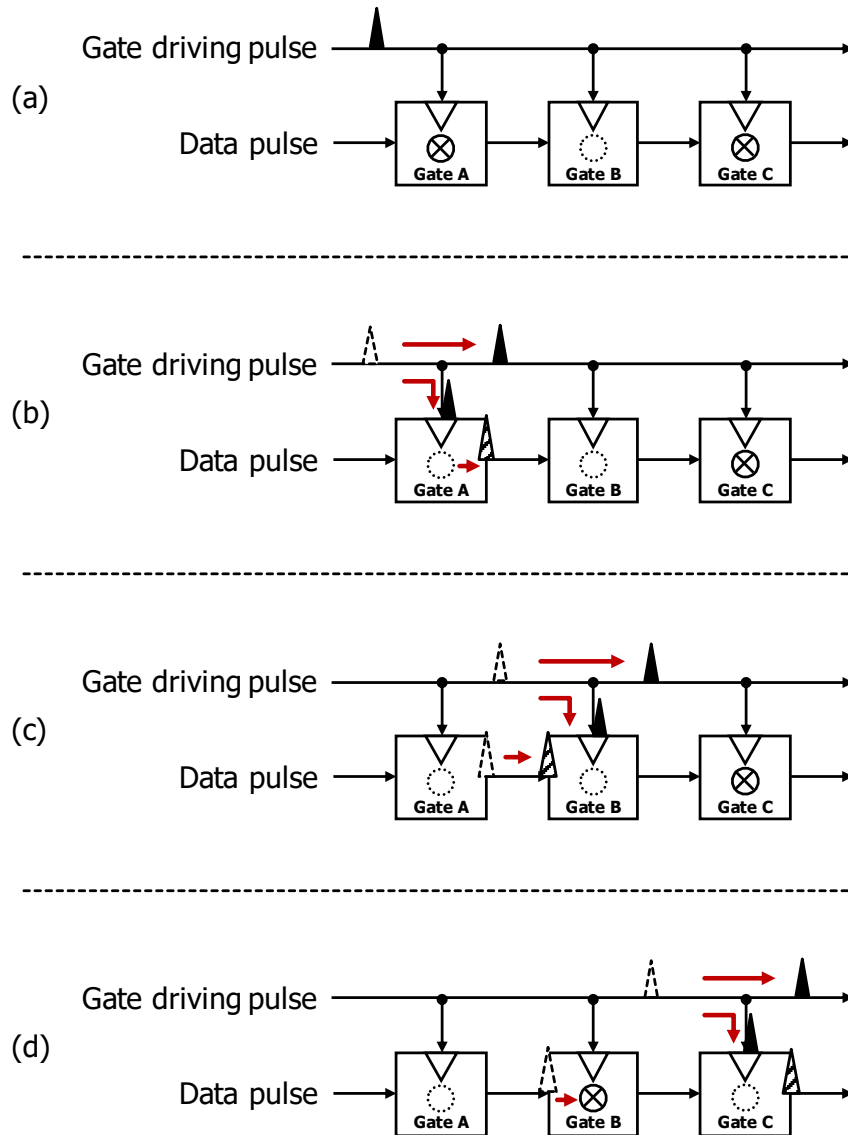 Gate driving pulse
(a)
Data pulse
Gate A Gate B Gate C
Gate driving pulse
(b)
Data pulse
Gate A Gate B Gate C
Gate driving pulse
(c)
Data pulse
Gate A Gate B Gate C
Gate driving pulse
(d)
Data pulse
Gate A Gate B Gate C